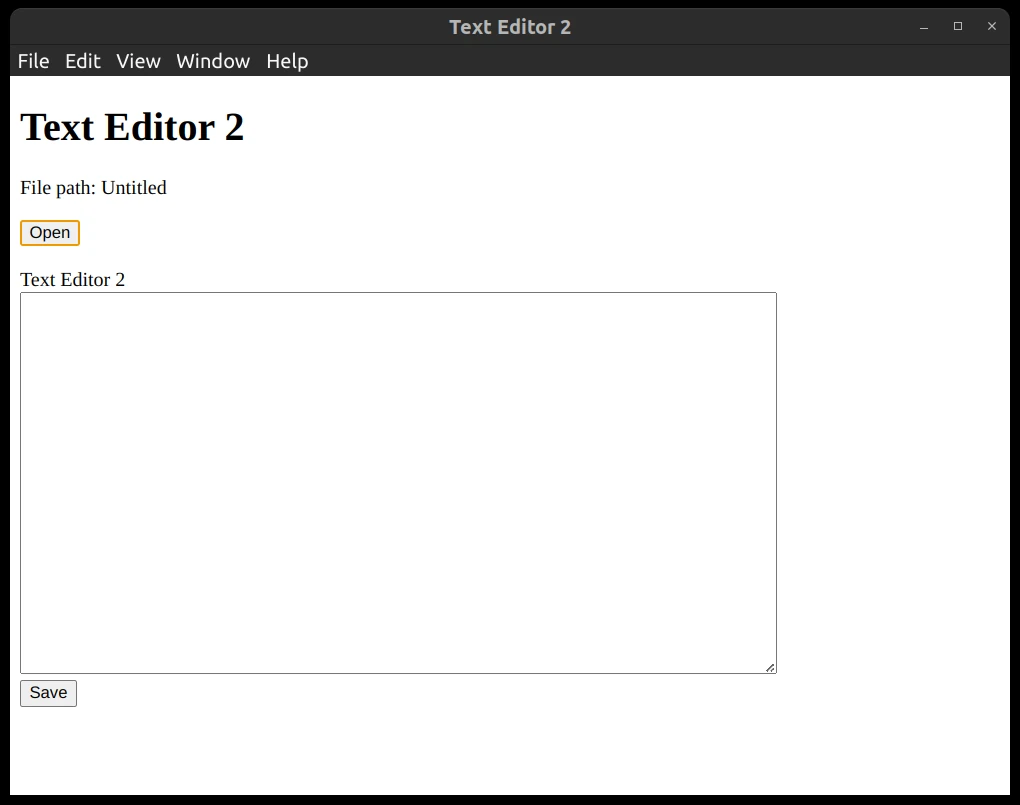 Text Editor 2
File Edit View Window Help
Text Editor 2
File path: Untitled
Open
Text Editor 2
Save